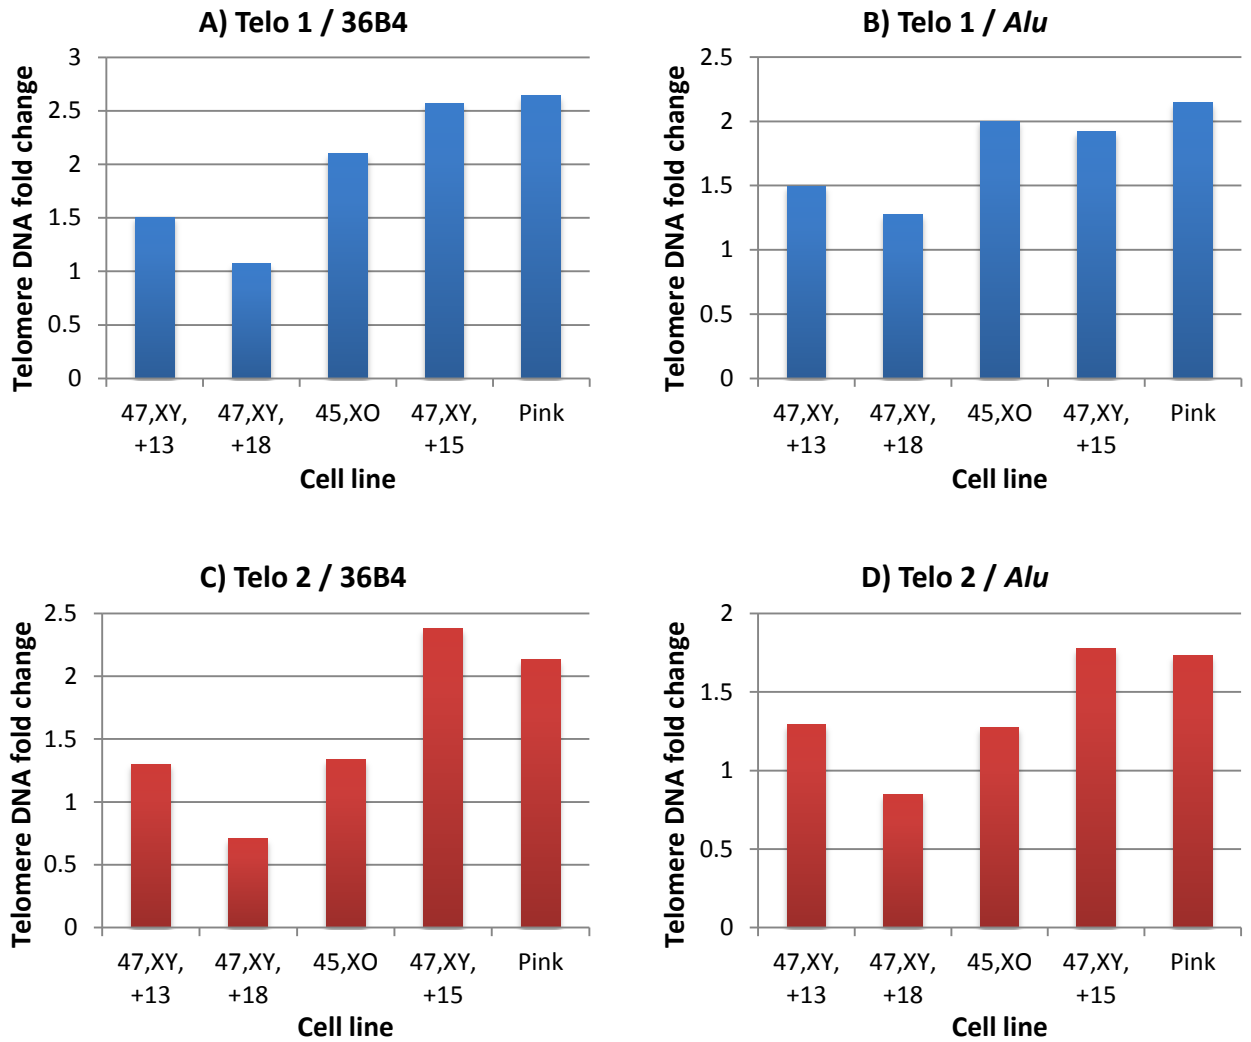 A) Telo 1 / 36B4
Telomere DNA fold change
3
2.5
2
1.5
1
0.5
0
47,XY,
+13
47,XY,
+18
45,XO
47,XY,
+15
Pink
Cell line
B) Telo 1 / Alu
Telomere DNA fold change
2.5
2
1.5
1
0.5
0
47,XY,
+13
47,XY,
+18
45,XO
47,XY,
+15
Pink
Cell line
C) Telo 2 / 36B4
Telomere DNA fold change
2.5
2
1.5
1
0.5
0
47,XY,
+13
47,XY,
+18
45,XO
47,XY,
+15
Pink
Cell line
D) Telo 2 / Alu
Telomere DNA fold change
2
1.5
1
0.5
0
47,XY,
+13
47,XY,
+18
45,XO
47,XY,
+15
Pink
Cell line